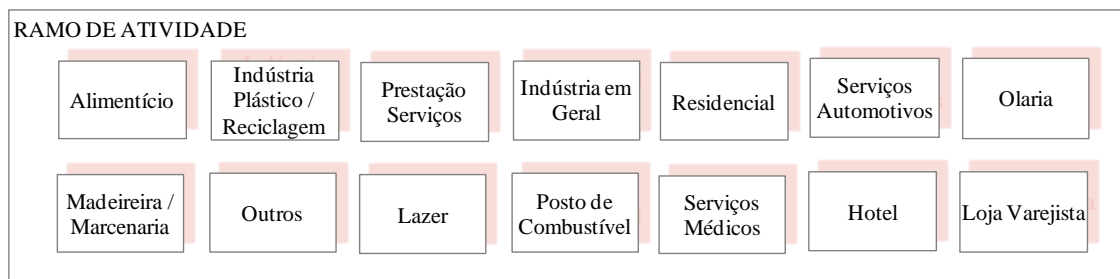 RAMO DE ATIVIDADE
Alimentício
Indústria
Plástico /
Reciclagem
Prestação
Serviços
Indústria em
Geral
Residencial
Serviços
Automotivos
Olaria
Madeireira /
Marcenaria
Outros
Lazer
Posto de
Combustível
Serviços
Médicos
Hotel
Loja Varejista